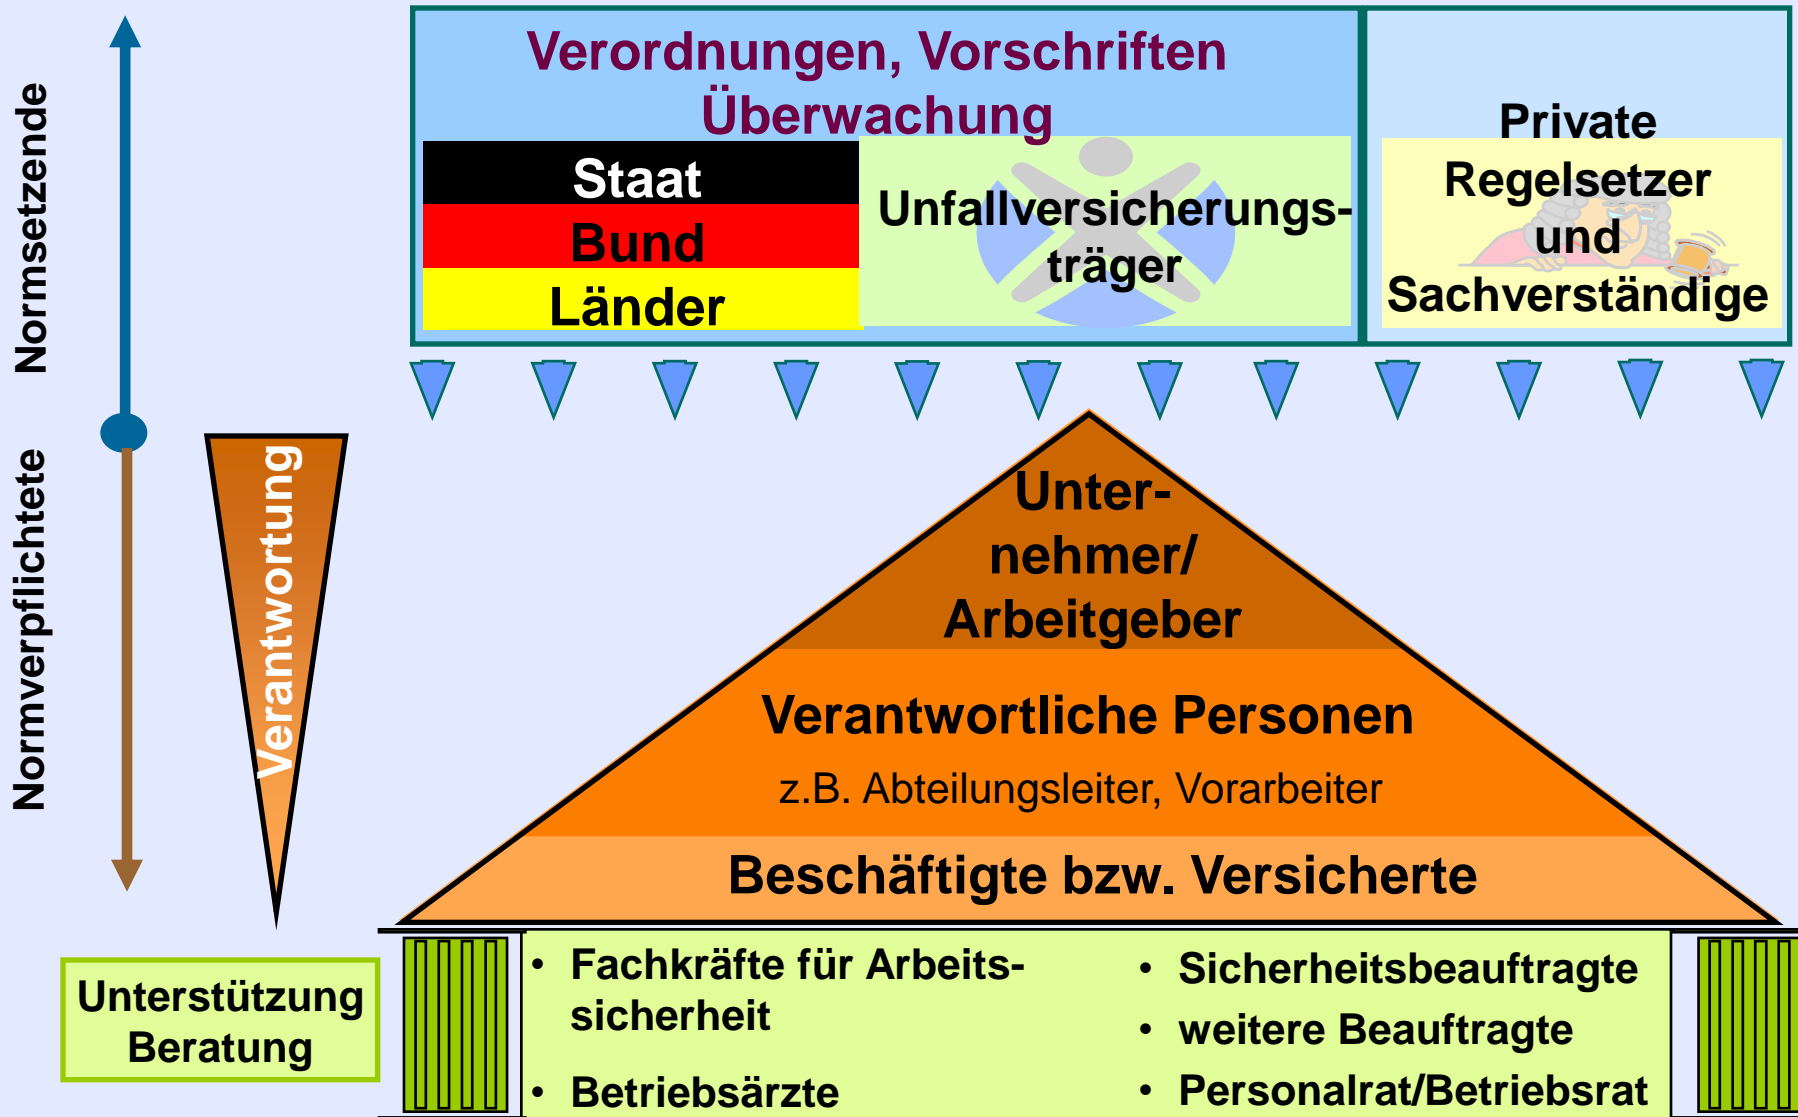 Normsetzende
Normverpflichtete
Verordnungen, Vorschriften
Überwachung
Staat
Bund
Länder
Unfallversicherungs-
träger
Private
Regelsetzer
und
Sachverständige
Verantwortung
Unter-
nehmer/
Arbeitgeber
Verantwortliche Personen
z.B. Abteilungsleiter, Vorarbeiter
Beschäftigte bzw. Versicherte
Unterstützung
Beratung
• Fachkräfte für Arbeits-
sicherheit
• Betriebsärzte
• Sicherheitsbeauftragte
• weitere Beauftragte
• Personalrat/Betriebsrat